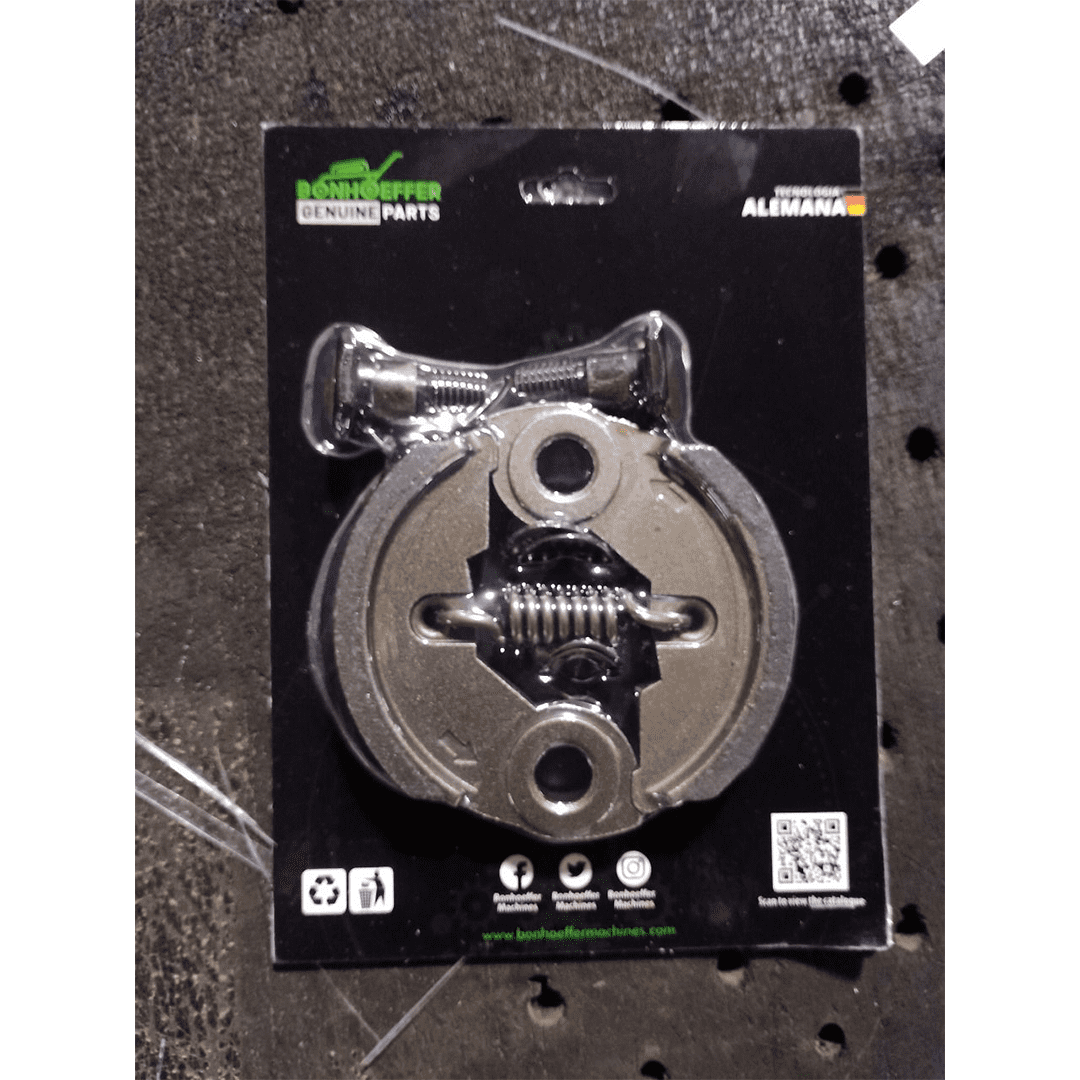 BONHOEFFER
GENUINE PARTS
TECNOLOGIA
ALEMANA
Bonhoeffer
Machines
Bonhoeffer
Machines
Bonhoeffer
Machines
Scan to view the catalogue
www.bonhoeffermachines.com